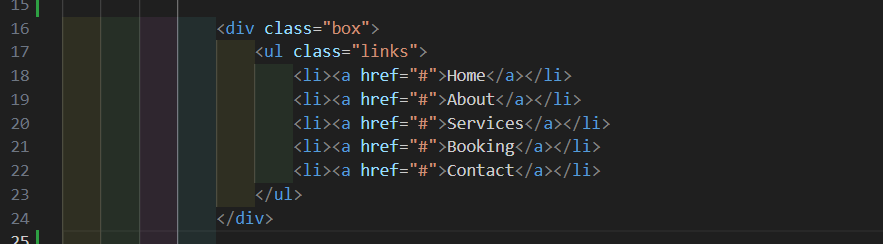 15
16 <div class="box">
17 <ul class="links">
18 <li><a href="#">Home</a></li>
19 <li><a href="#">About</a></li>
20 <li><a href="#">Services</a></li>
21 <li><a href="#">Booking</a></li>
22 <li><a href="#">Contact</a></li>
23 </ul>
24 </div>
25